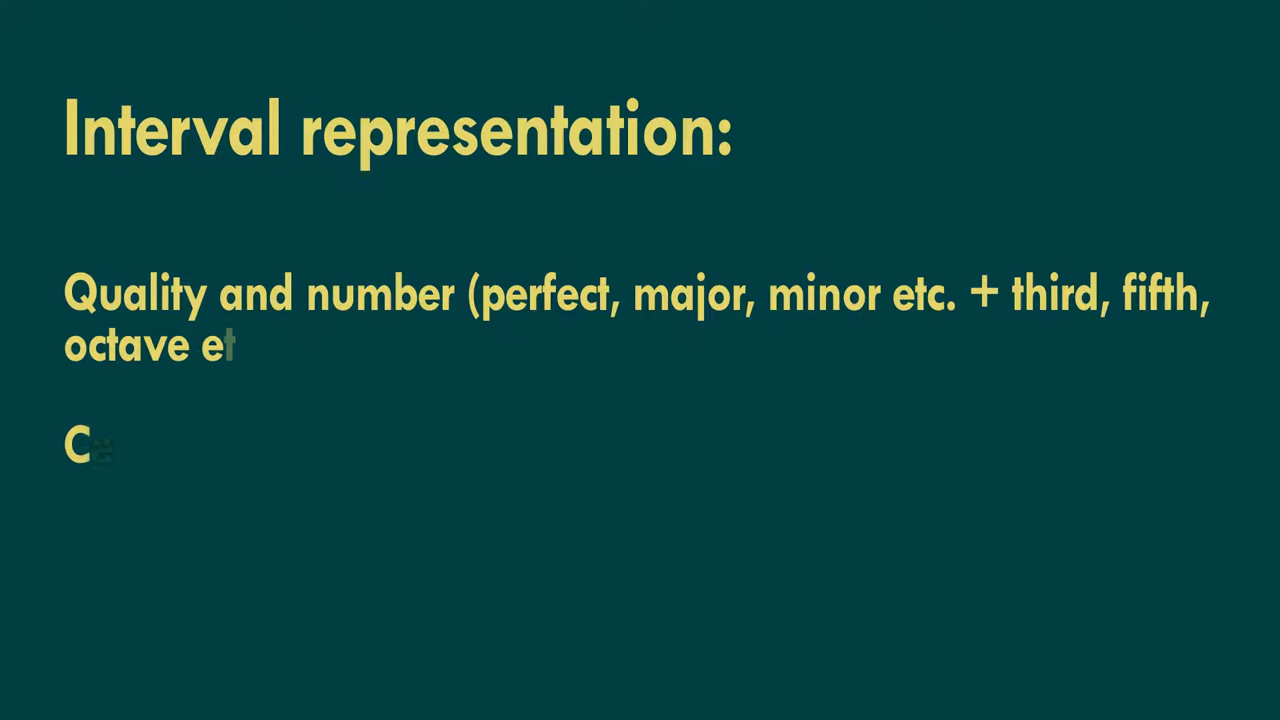 Interval representation:
Quality and number (perfect, major, minor etc. + third, fifth,
octave et
C